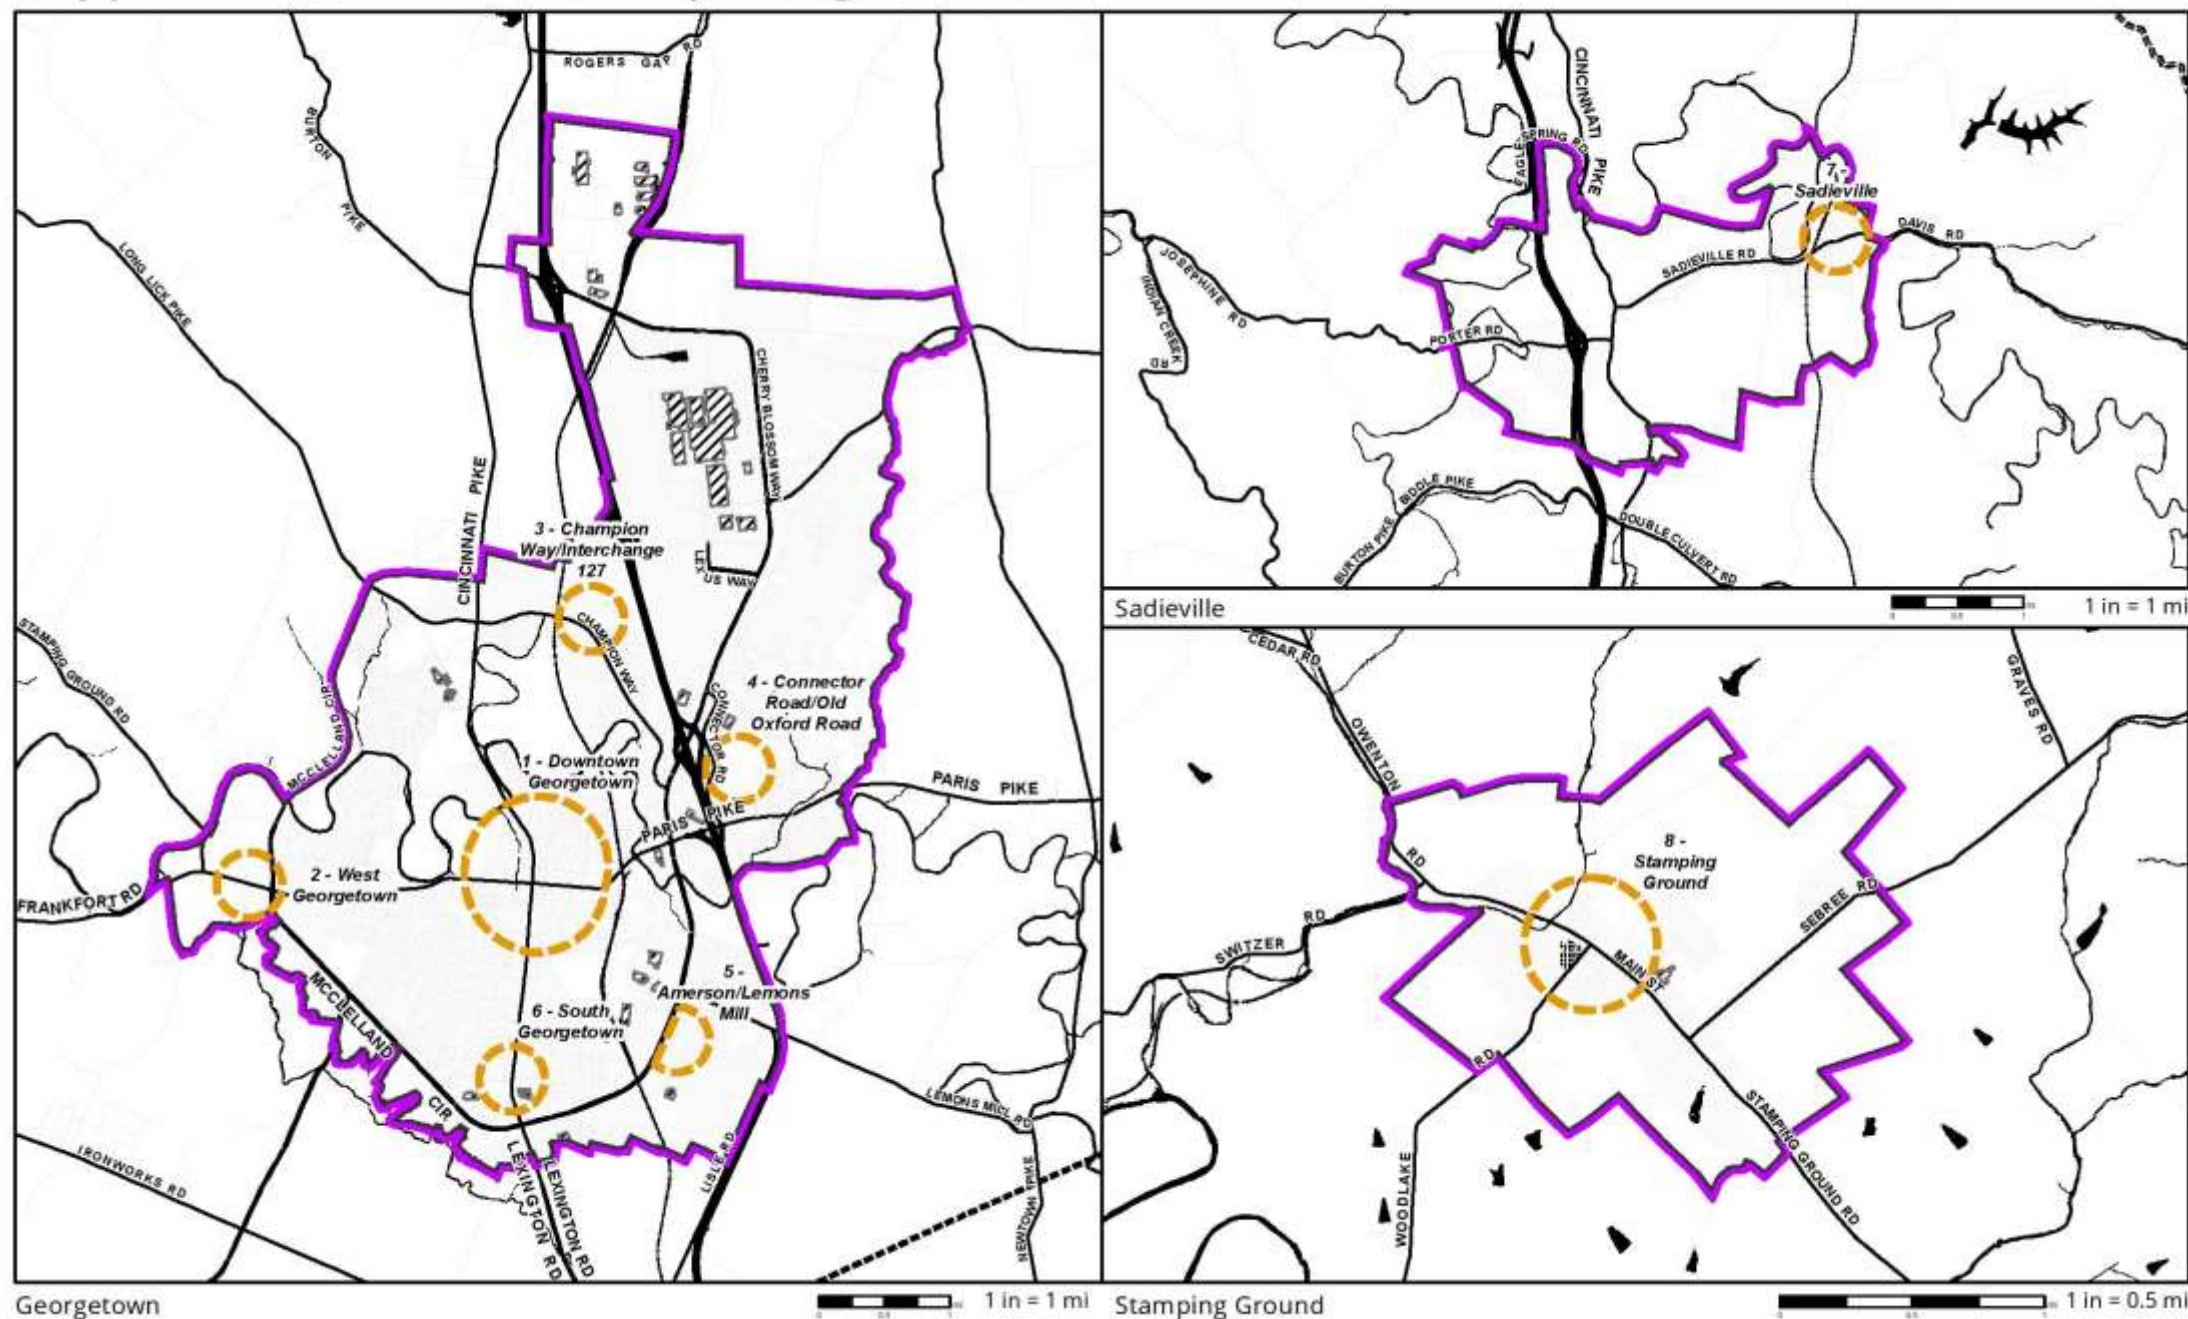 ROGERS GAP RD
BURTON
PIKE
LONG LICK PIKE
CINCINNATI PIKE
CHERRY BLOSSOM WAY
3 - Champion
Way/Interchange
127
LEXUS WAY
STAMPING GROUND RD
CHAMPION WAY
MCCLELLAND CIR
CONNECTOR RD
4 - Connector
Road/Old
Oxford Road
1 - Downtown
Georgetown
PARIS PIKE
PARIS PIKE
2 - West
Georgetown
FRANKFORT RD
MCCLELLAND
CIR
5 -
Amerson/Lemons
Mill
6 - South
Georgetown
LEMONS MILL RD
IRONWORKS RD
LEXINGTON RD
LEXINGTON RD
LISLE RD
NEWTOWN PIKE
Georgetown
1 in = 1 mi
CINCINNATI PIKE
EAGLE SPRING RD
7 -
Sadieville
DAVIS RD
SADIEVILLE RD
JOSEPHINE RD
INDIAN CREEK RD
PORTER RD
BIDDLE PIKE
BURTON PIKE
DOUBLE CULVERT RD
Sadieville
1 in = 1 mi
CEDAR RD
GRAVES RD
OWENTON
RD
8 -
Stamping
Ground
SEBREE RD
SWITZER RD
MAIN ST
RD
WOODLAKE
STAMPING GROUND RD
Stamping Ground
1 in = 0.5 mi